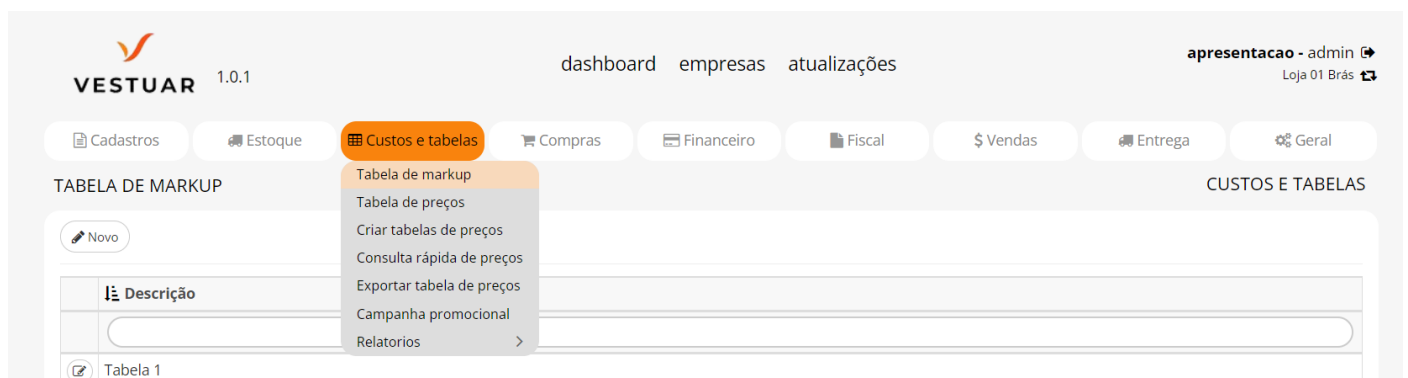 VESTUAR 1.0.1
dashboard empresas atualizações
apresentacao - admin
Loja 01 Brás
Cadastros Estoque Custos e tabelas Compras Financeiro Fiscal Vendas Entrega Geral
TABELA DE MARKUP
CUSTOS E TABELAS
Tabela de markup
Tabela de preços
Criar tabelas de preços
Consulta rápida de preços
Exportar tabela de preços
Campanha promocional
Relatorios
Novo
Descrição
Tabela 1